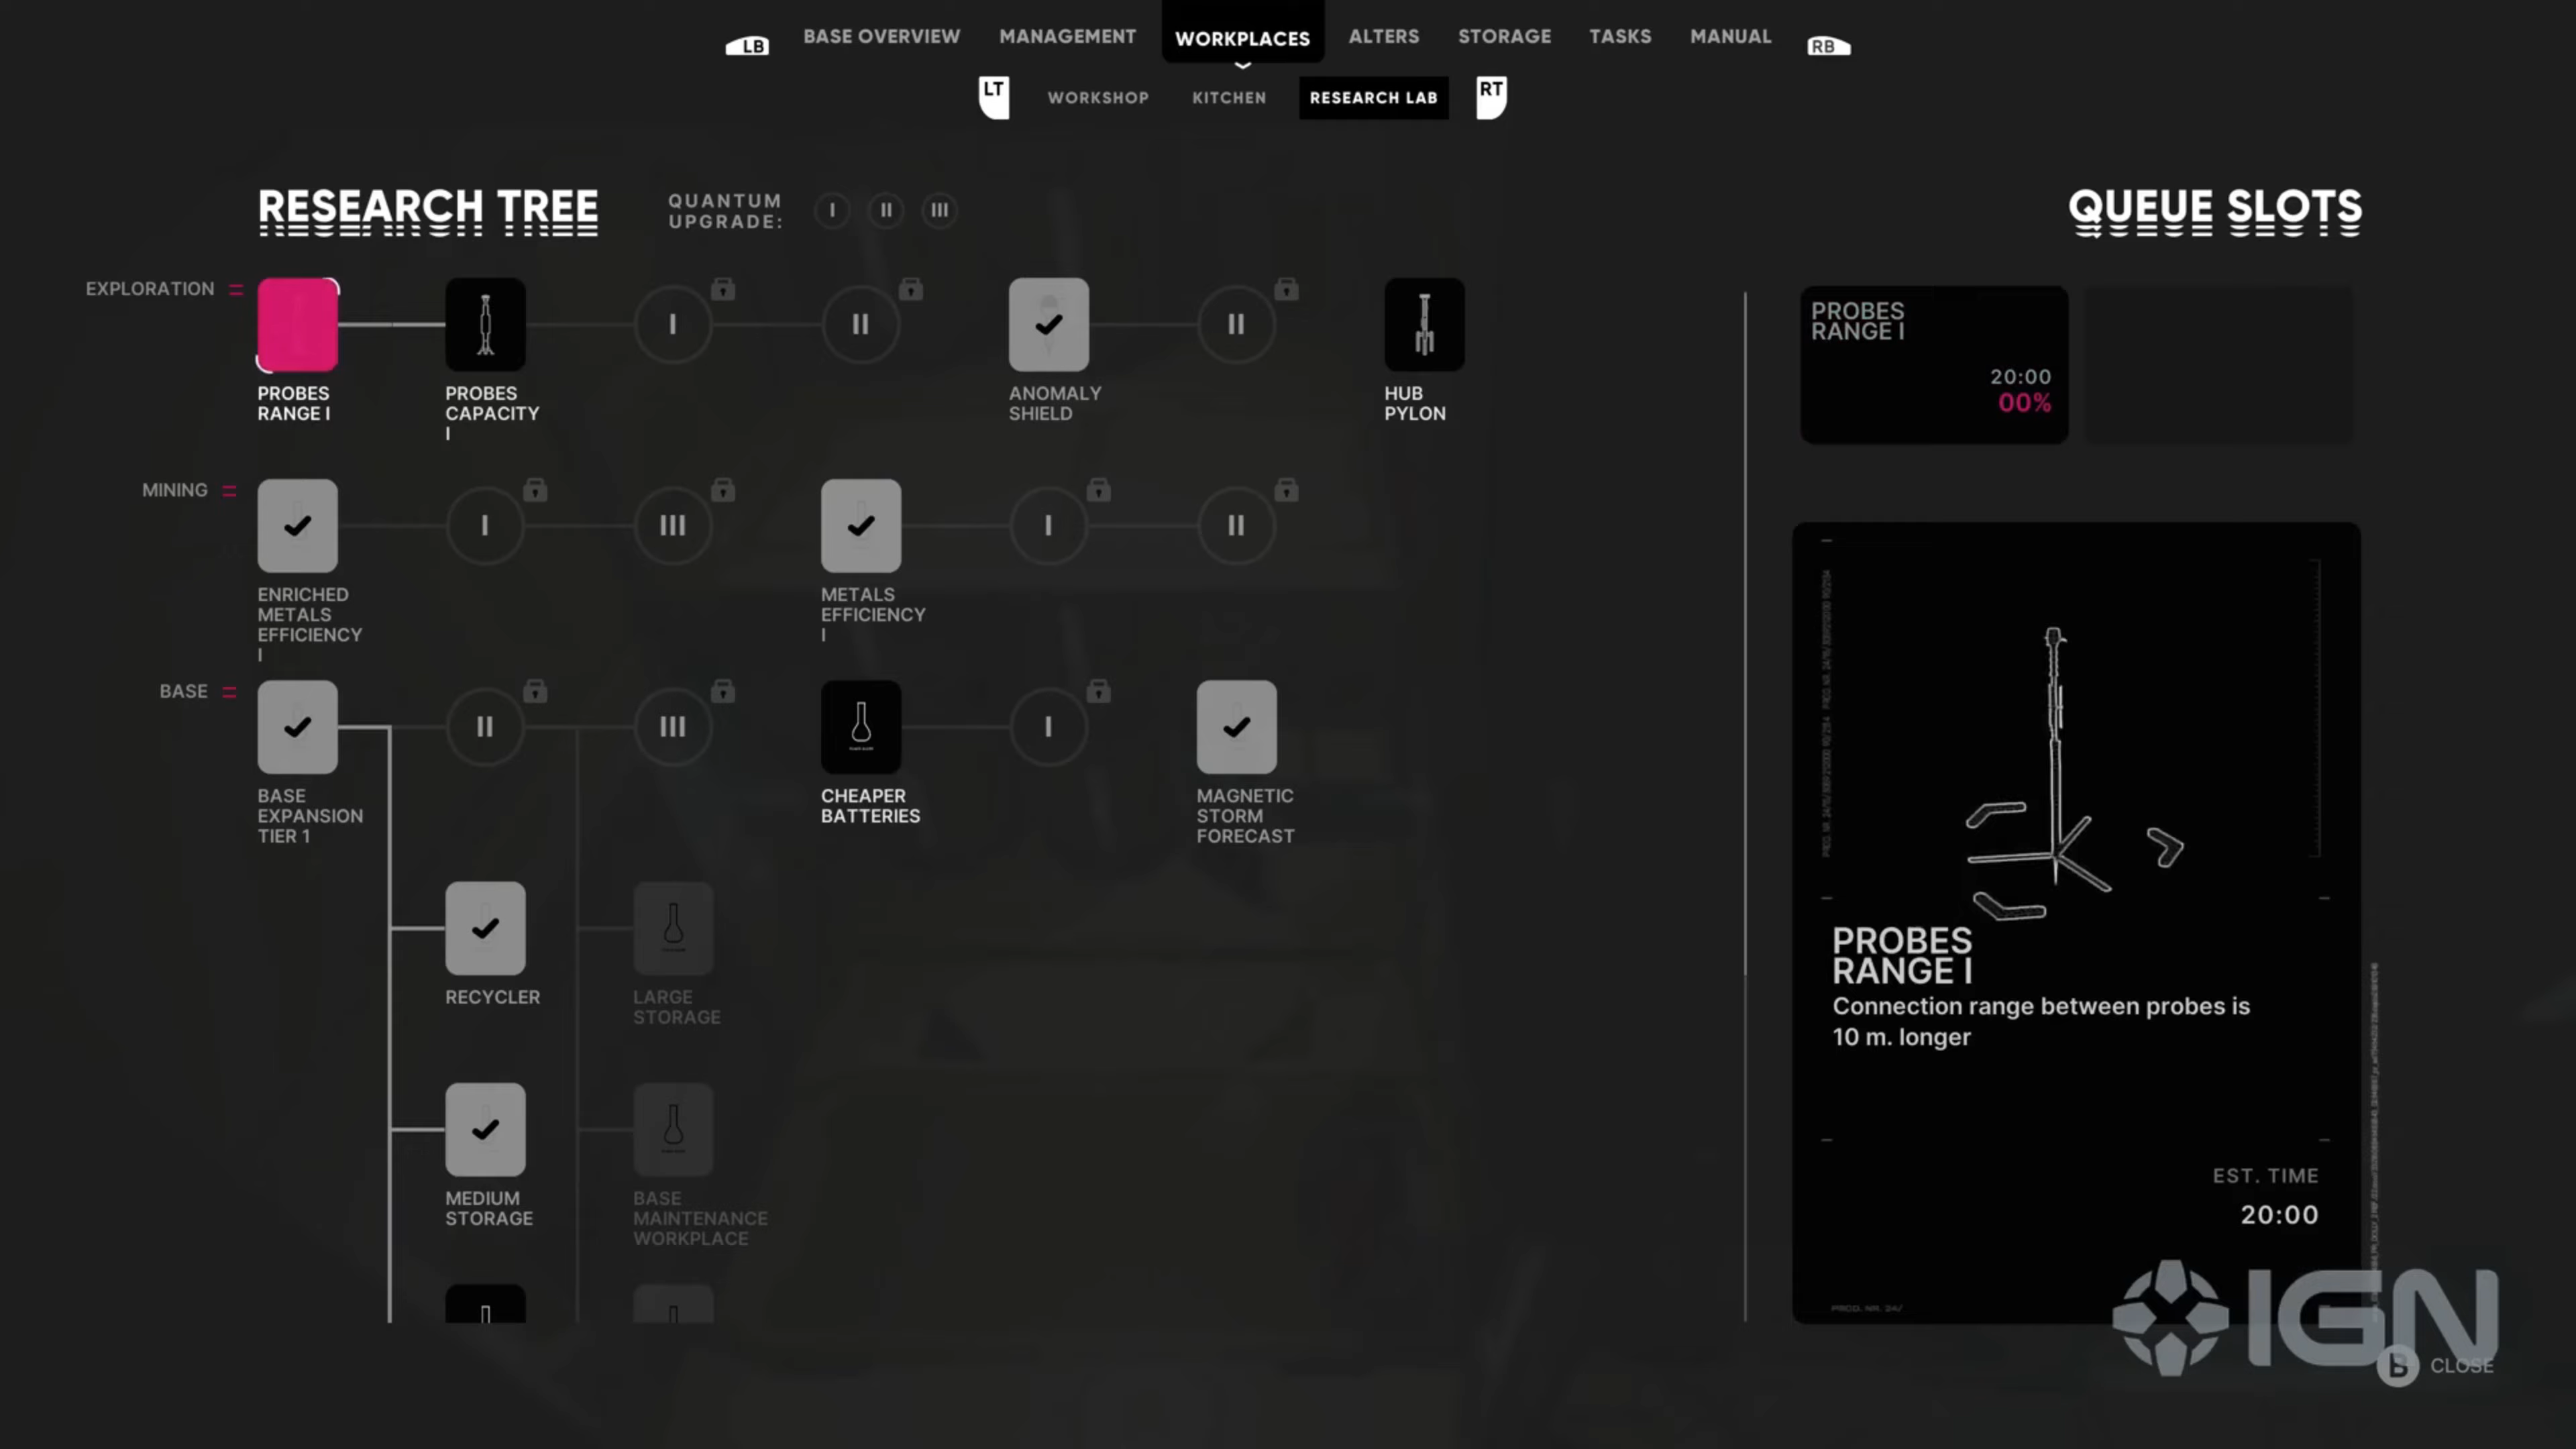 LB
BASE OVERVIEW
MANAGEMENT
WORKPLACES
ALTERS
STORAGE
TASKS
MANUAL
RB
LT
WORKSHOP
KITCHEN
RESEARCH LAB
RT
RESEARCH TREE
QUANTUM
UPGRADE:
I
II
III
QUEUE SLOTS
EXPLORATION
I
II
II
PROBES
RANGE I
PROBES
CAPACITY
I
ANOMALY
SHIELD
HUB
PYLON
MINING
I
III
I
II
ENRICHED
METALS
EFFICIENCY
I
METALS
EFFICIENCY
I
BASE
II
III
I
BASE
EXPANSION
TIER 1
CHEAPER
BATTERIES
MAGNETIC
STORM
FORECAST
RECYCLER
LARGE
STORAGE
MEDIUM
STORAGE
BASE
MAINTENANCE
WORKPLACE
PROBES
RANGE I
20:00
00%
PROBES
RANGE I
Connection range between probes is
10 m. longer
EST. TIME
20:00
PROD. NR. 24/
IGN
B CLOSE